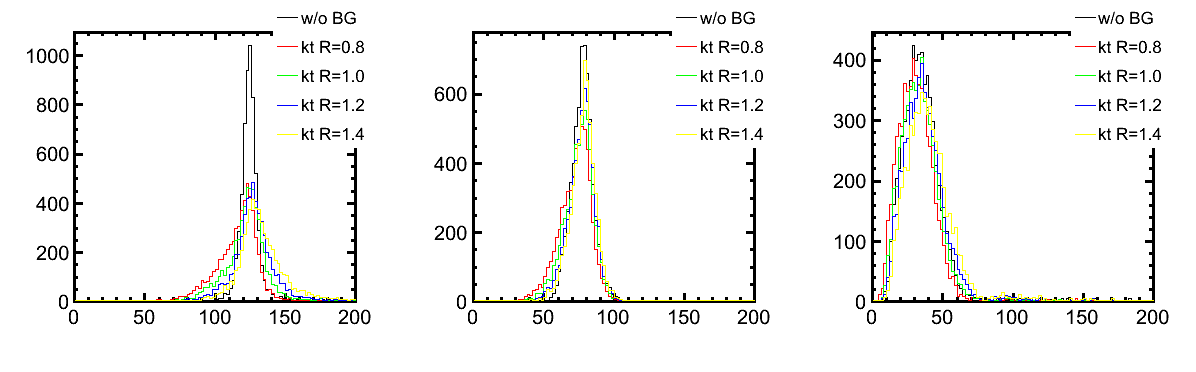 w/o BG
kt R=0.8
kt R=1.0
kt R=1.2
kt R=1.4
1000
800
600
400
200
0
0 50 100 150 200
w/o BG
kt R=0.8
kt R=1.0
kt R=1.2
kt R=1.4
600
400
200
0
0 50 100 150 200
w/o BG
kt R=0.8
kt R=1.0
kt R=1.2
kt R=1.4
400
300
200
100
0
0 50 100 150 200